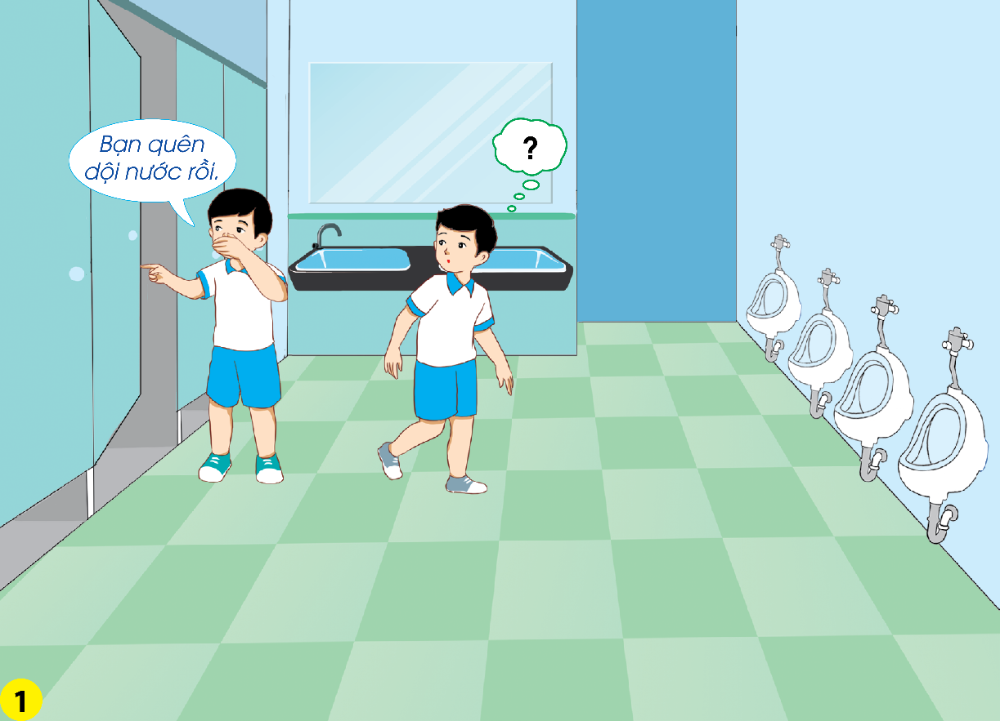 Bạn quên
dội nước rồi.
?
1